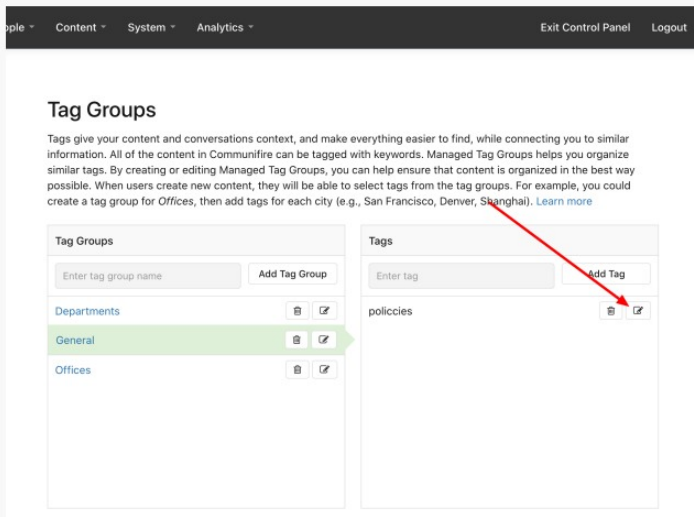 ople Content System Analytics Exit Control Panel Logout
Tag Groups
Tags give your content and conversations context, and make everything easier to find, while connecting you to similar
information. All of the content in Communifire can be tagged with keywords. Managed Tag Groups helps you organize
similar tags. By creating or editing Managed Tag Groups, you can help ensure that content is organized in the best way
possible. When users create new content, they will be able to select tags from the tag groups. For example, you could
create a tag group for Offices, then add tags for each city (e.g., San Francisco, Denver, Shanghai). Learn more
Tag Groups
Enter tag group name Add Tag Group
Departments
General
Offices
Tags
Enter tag Add Tag
policcies